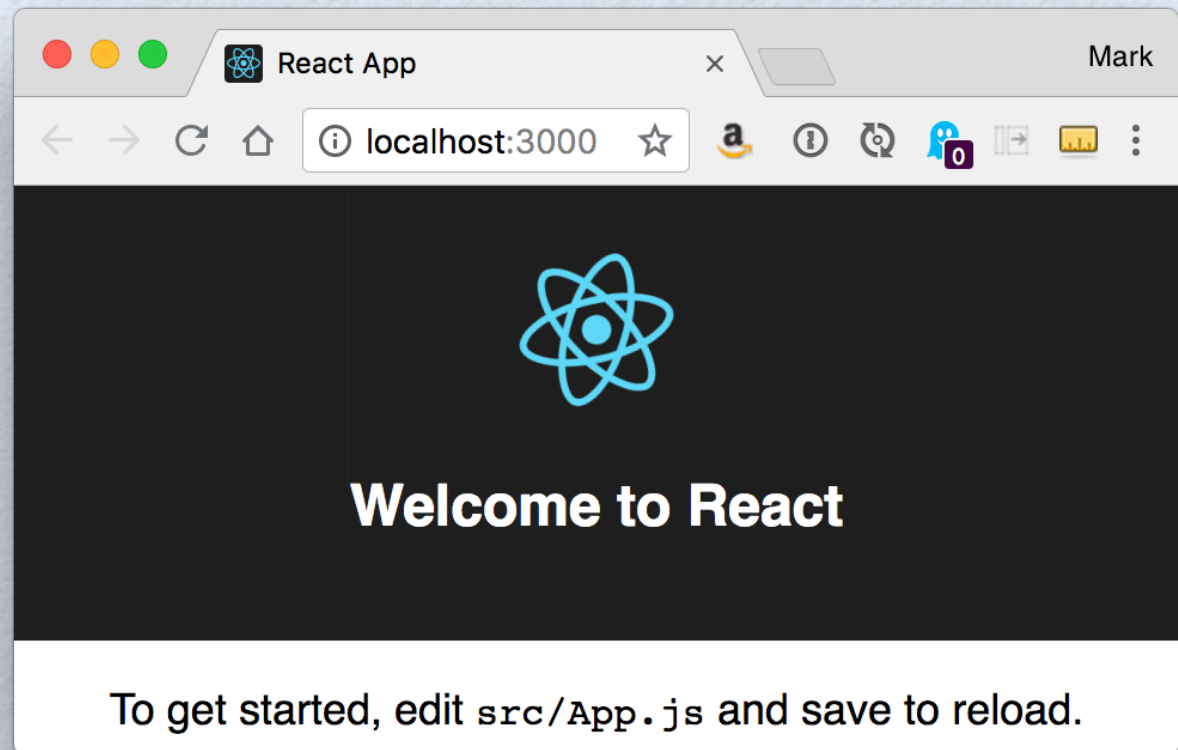 React App
Mark
localhost:3000
a
0
Welcome to React
To get started, edit src/App.js and save to reload.